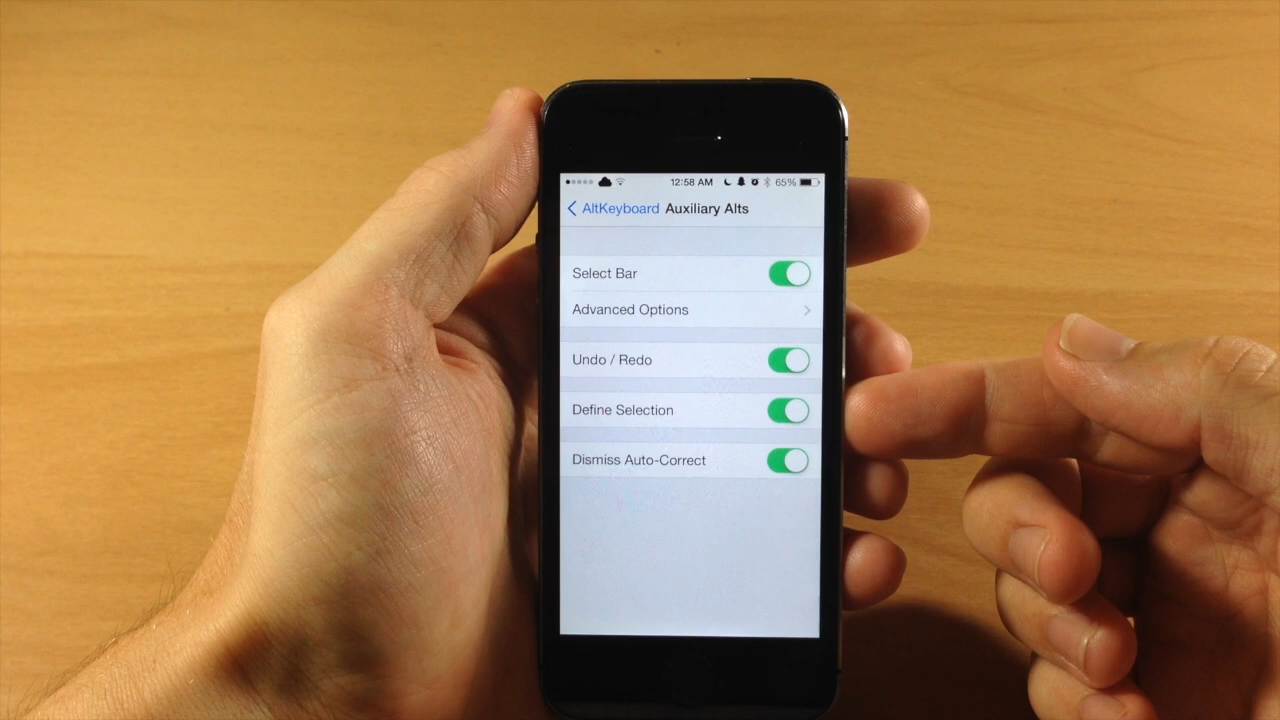 12:58 AM 65%
AltKeyboard Auxiliary Alts
Select Bar
Advanced Options
Undo / Redo
Define Selection
Dismiss Auto-Correct